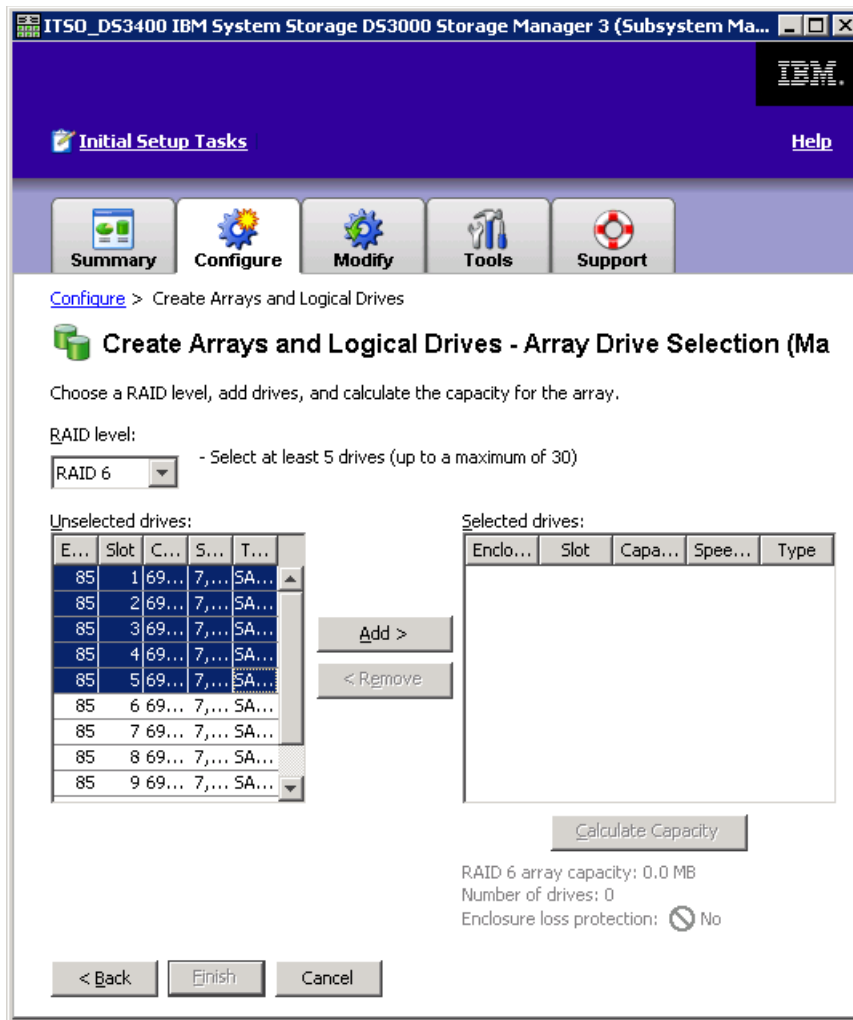 ITSO_DS3400 IBM System Storage DS3000 Storage Manager 3 (Subsystem Ma...
IBM.
Initial Setup Tasks Help
Summary Configure Modify Tools Support
Configure > Create Arrays and Logical Drives
Create Arrays and Logical Drives - Array Drive Selection (Ma
Choose a RAID level, add drives, and calculate the capacity for the array.
RAID level:
RAID 6 - Select at least 5 drives (up to a maximum of 30)
Unselected drives:
E... Slot C... S... T...
85 1 69... 7,... SA...
85 2 69... 7,... SA...
85 3 69... 7,... SA...
85 4 69... 7,... SA...
85 5 69... 7,... SA...
85 6 69... 7,... SA...
85 7 69... 7,... SA...
85 8 69... 7,... SA...
85 9 69... 7,... SA...
Add >
< Remove
Selected drives:
Enclo... Slot Capa... Spee... Type
Calculate Capacity
RAID 6 array capacity: 0.0 MB
Number of drives: 0
Enclosure loss protection: No
< Back Finish Cancel